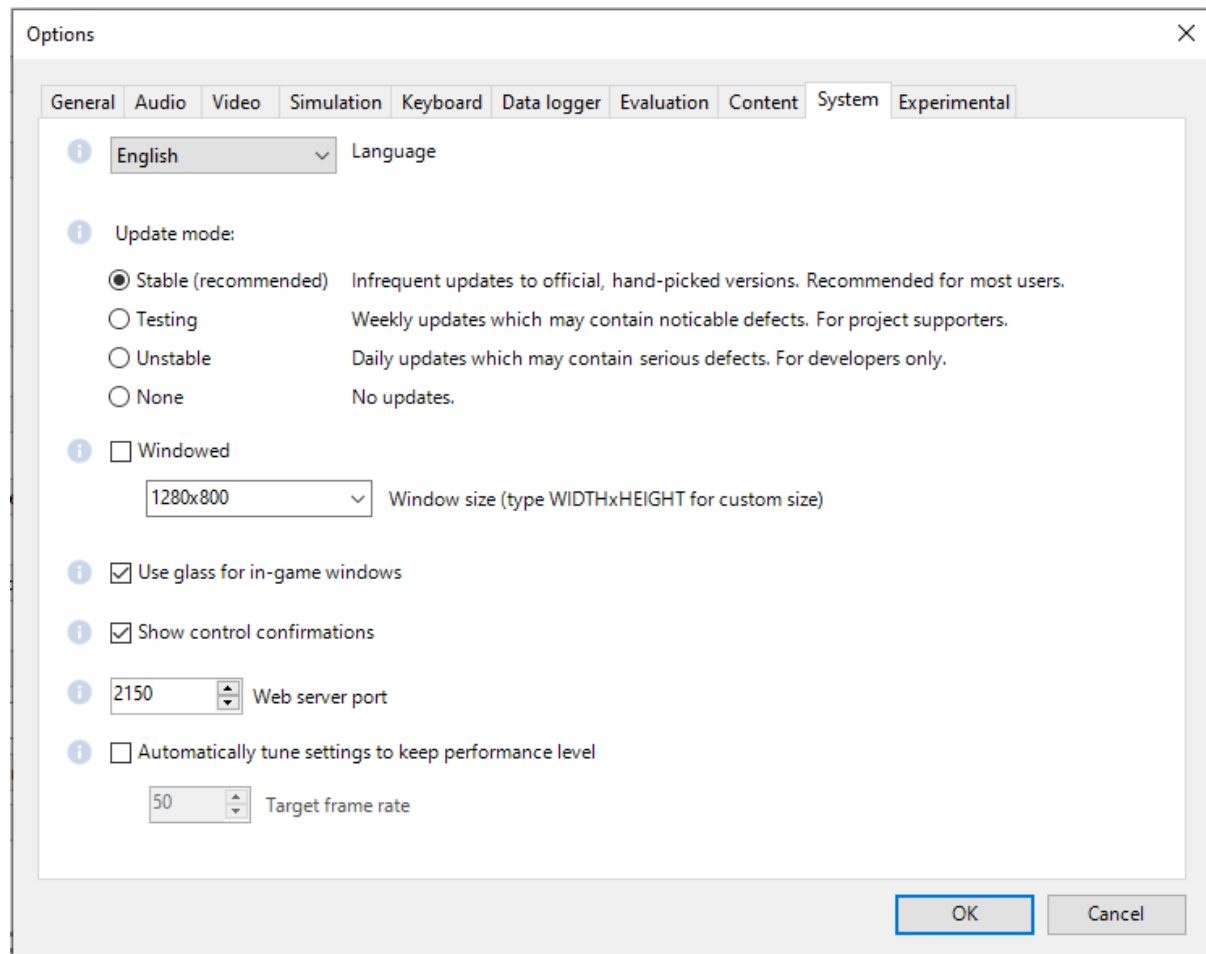 Options
General Audio Video Simulation Keyboard Data logger Evaluation Content System Experimental
English Language
Update mode:
Stable (recommended) Infrequent updates to official, hand-picked versions. Recommended for most users.
Testing Weekly updates which may contain noticable defects. For project supporters.
Unstable Daily updates which may contain serious defects. For developers only.
None No updates.
Windowed
1280x800 Window size (type WIDTHxHEIGHT for custom size)
Use glass for in-game windows
Show control confirmations
2150 Web server port
Automatically tune settings to keep performance level
50 Target frame rate
OK Cancel